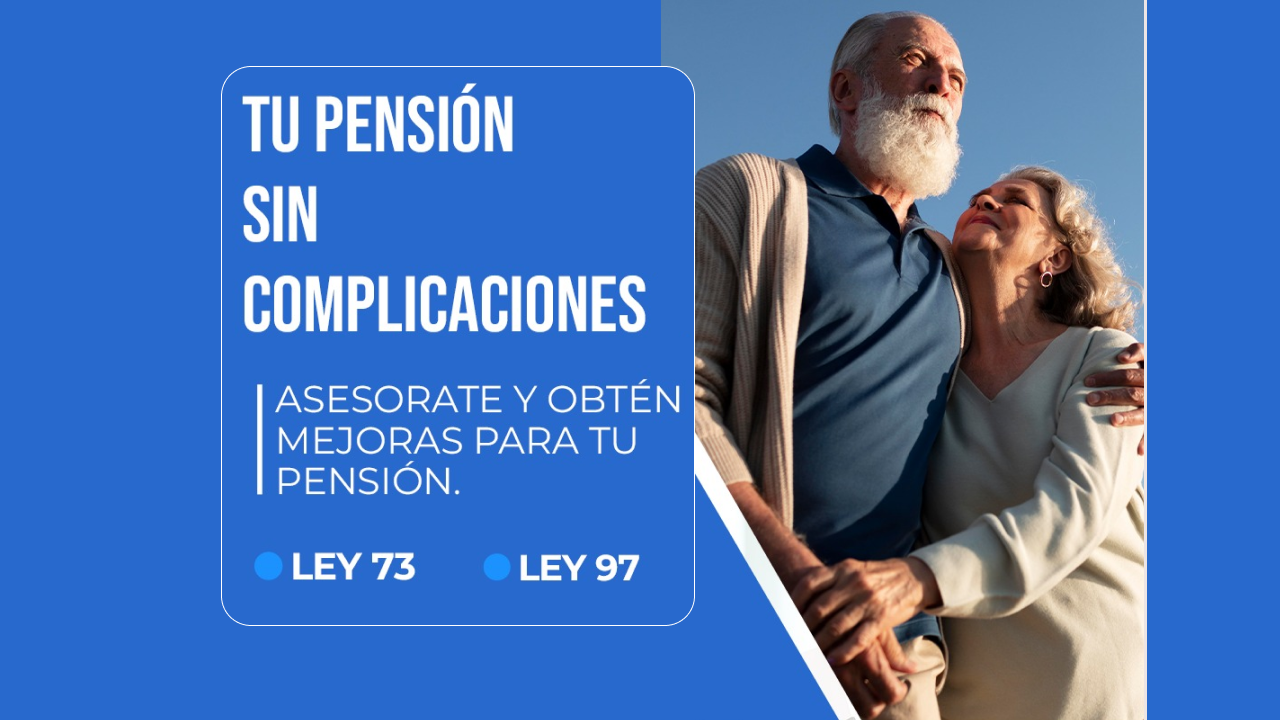 TU PENSIÓN
SIN
COMPLICACIONES
ASESORATE Y OBTÉN
MEJORAS PARA TU
PENSIÓN.
LEY 73
LEY 97